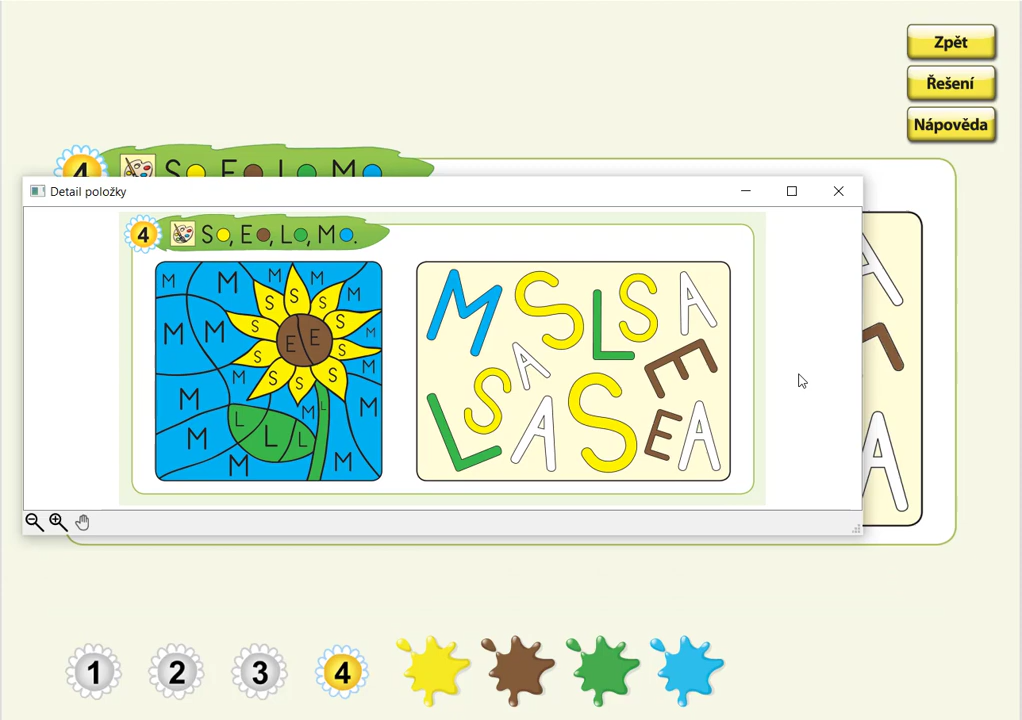 Zpět
Řešení
Nápověda
4 S , E , L , M .
Detail položky
4 S , E , L , M .
M M M M M
S S S
M M S S M
E E
S S M
M S S S
M M M
L L
M L L
M M
M S L S A
A E
S
L A S E A
A
E
A
1 2 3 4